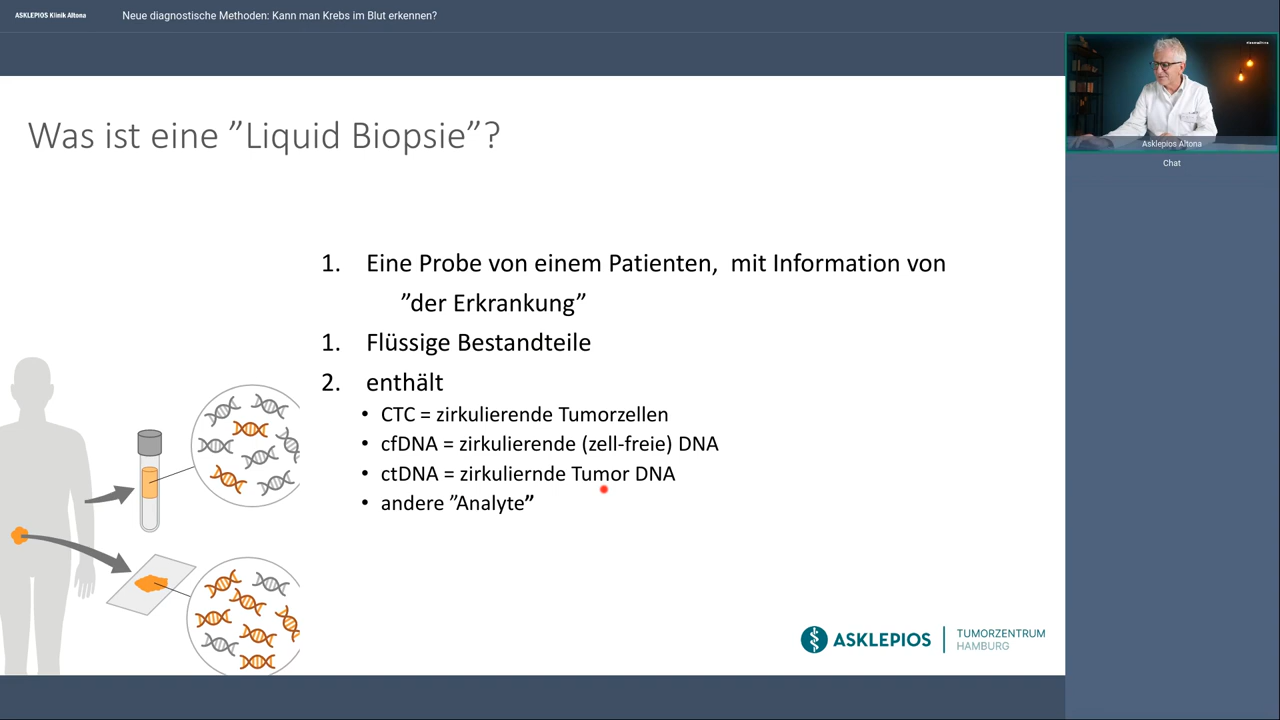 ASKLEPIOS Klinik Altona
Neue diagnostische Methoden: Kann man Krebs im Blut erkennen?
Was ist eine ”Liquid Biopsie”?
1. Eine Probe von einem Patienten, mit Information von
”der Erkrankung”
1. Flüssige Bestandteile
2. enthält
• CTC = zirkulierende Tumorzellen
• cfDNA = zirkulierende (zell-freie) DNA
• ctDNA = zirkuliernde Tumor DNA
• andere ”Analyte”
ASKLEPIOS
TUMORZENTRUM
HAMBURG
Asklepios Altona
Chat